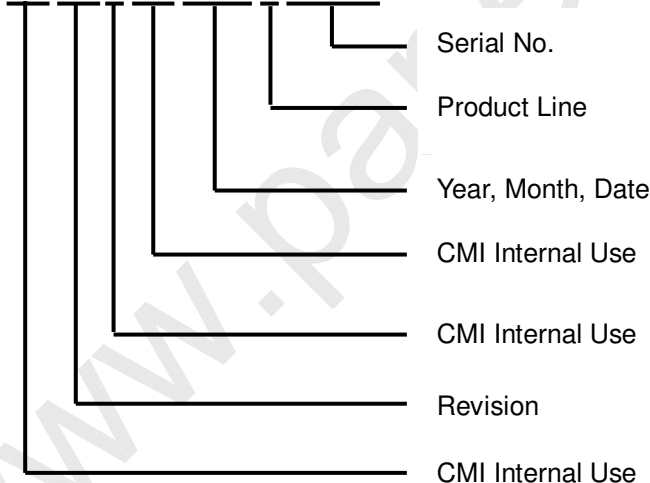 Serial No.
Product Line
Year, Month, Date
CMI Internal Use
CMI Internal Use
Revision
CMI Internal Use